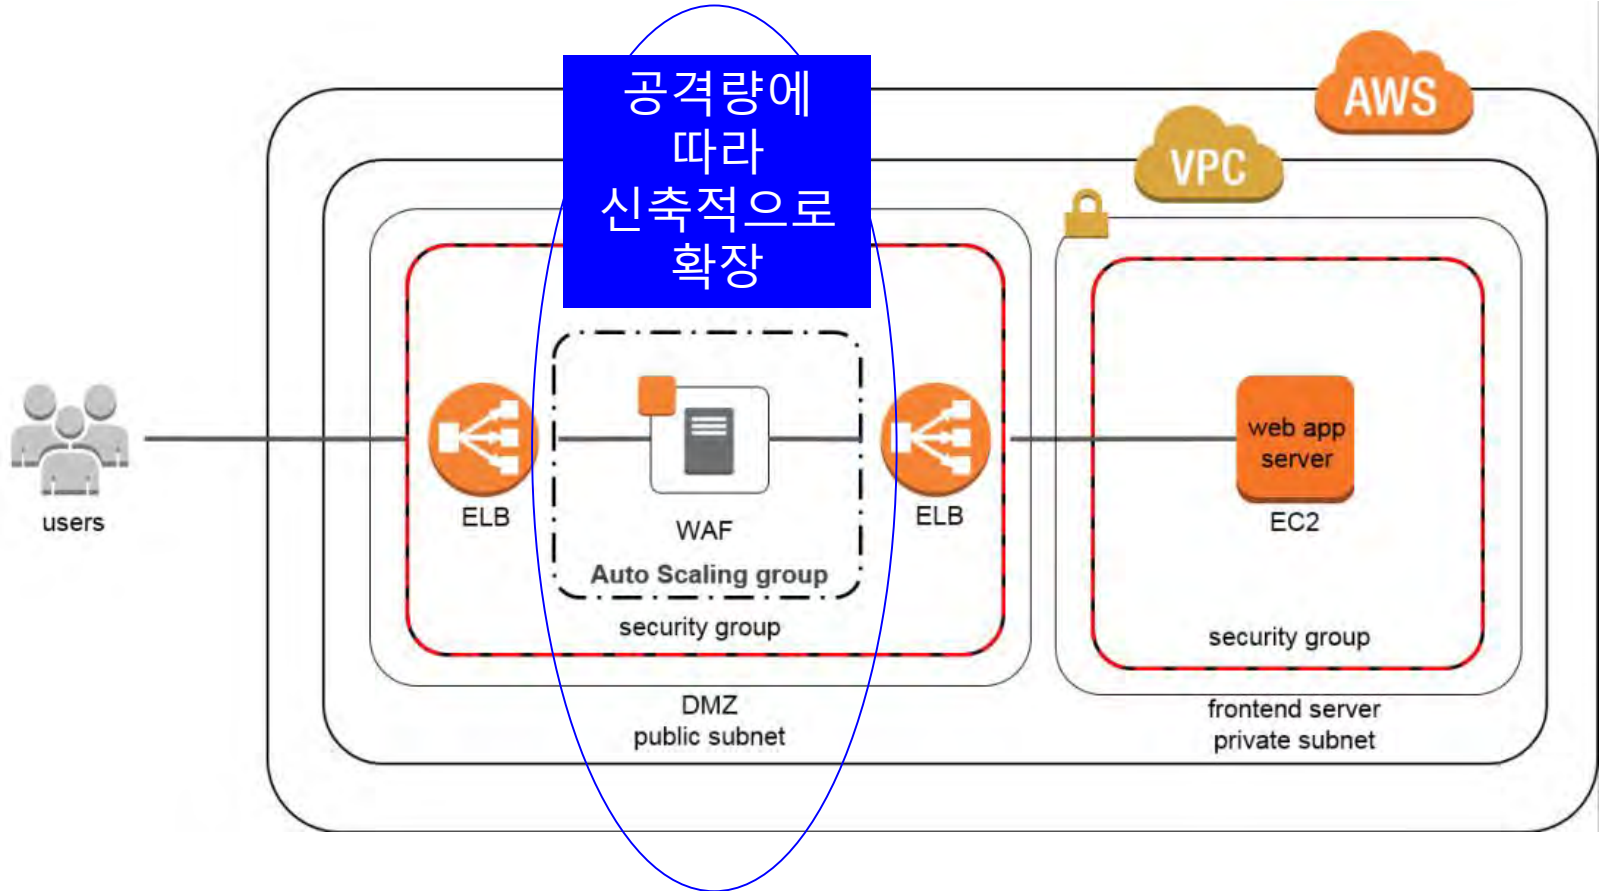 공격량에
따라
신축적으로
확장
AWS
VPC
users
ELB
WAF
Auto Scaling group
security group
ELB
DMZ
public subnet
web app
server
EC2
security group
frontend server
private subnet